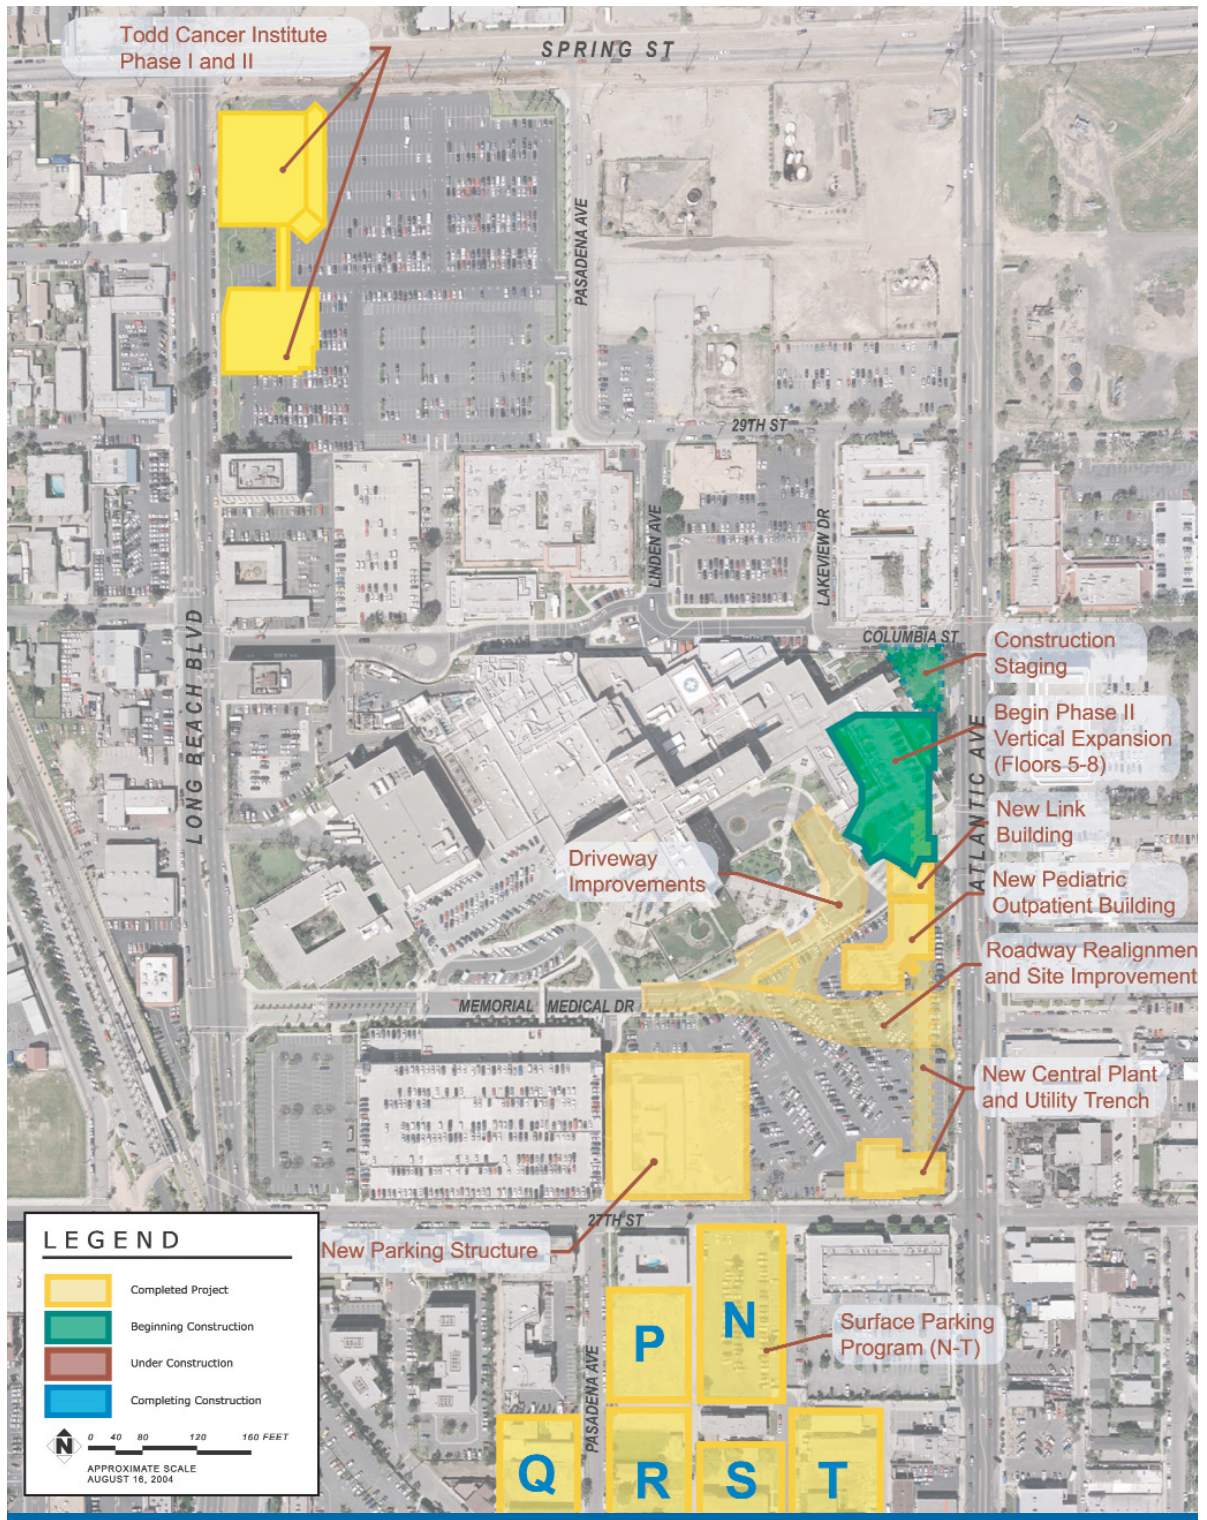 Todd Cancer Institute
Phase I and II
SPRING ST
PASADENA AVE
29TH ST
LINDEN AVE
LAKEVIEW DR
LONG BEACH BLVD
COLUMBIA ST
Construction
Staging
Begin Phase II
Vertical Expansion
(Floors 5-8)
ATLANTIC AVE
New Link
Building
Driveway
Improvements
New Pediatric
Outpatient Building
Roadway Realignmen
and Site Improvement
MEMORIAL MEDICAL DR
New Central Plant
and Utility Trench
27TH ST
New Parking Structure
PASADENA AVE
Surface Parking
Program (N-T)
N
P
Q
R
S
T
LEGEND
Completed Project
Beginning Construction
Under Construction
Completing Construction
N
0 40 80 120 160 FEET
APPROXIMATE SCALE
AUGUST 16, 2004